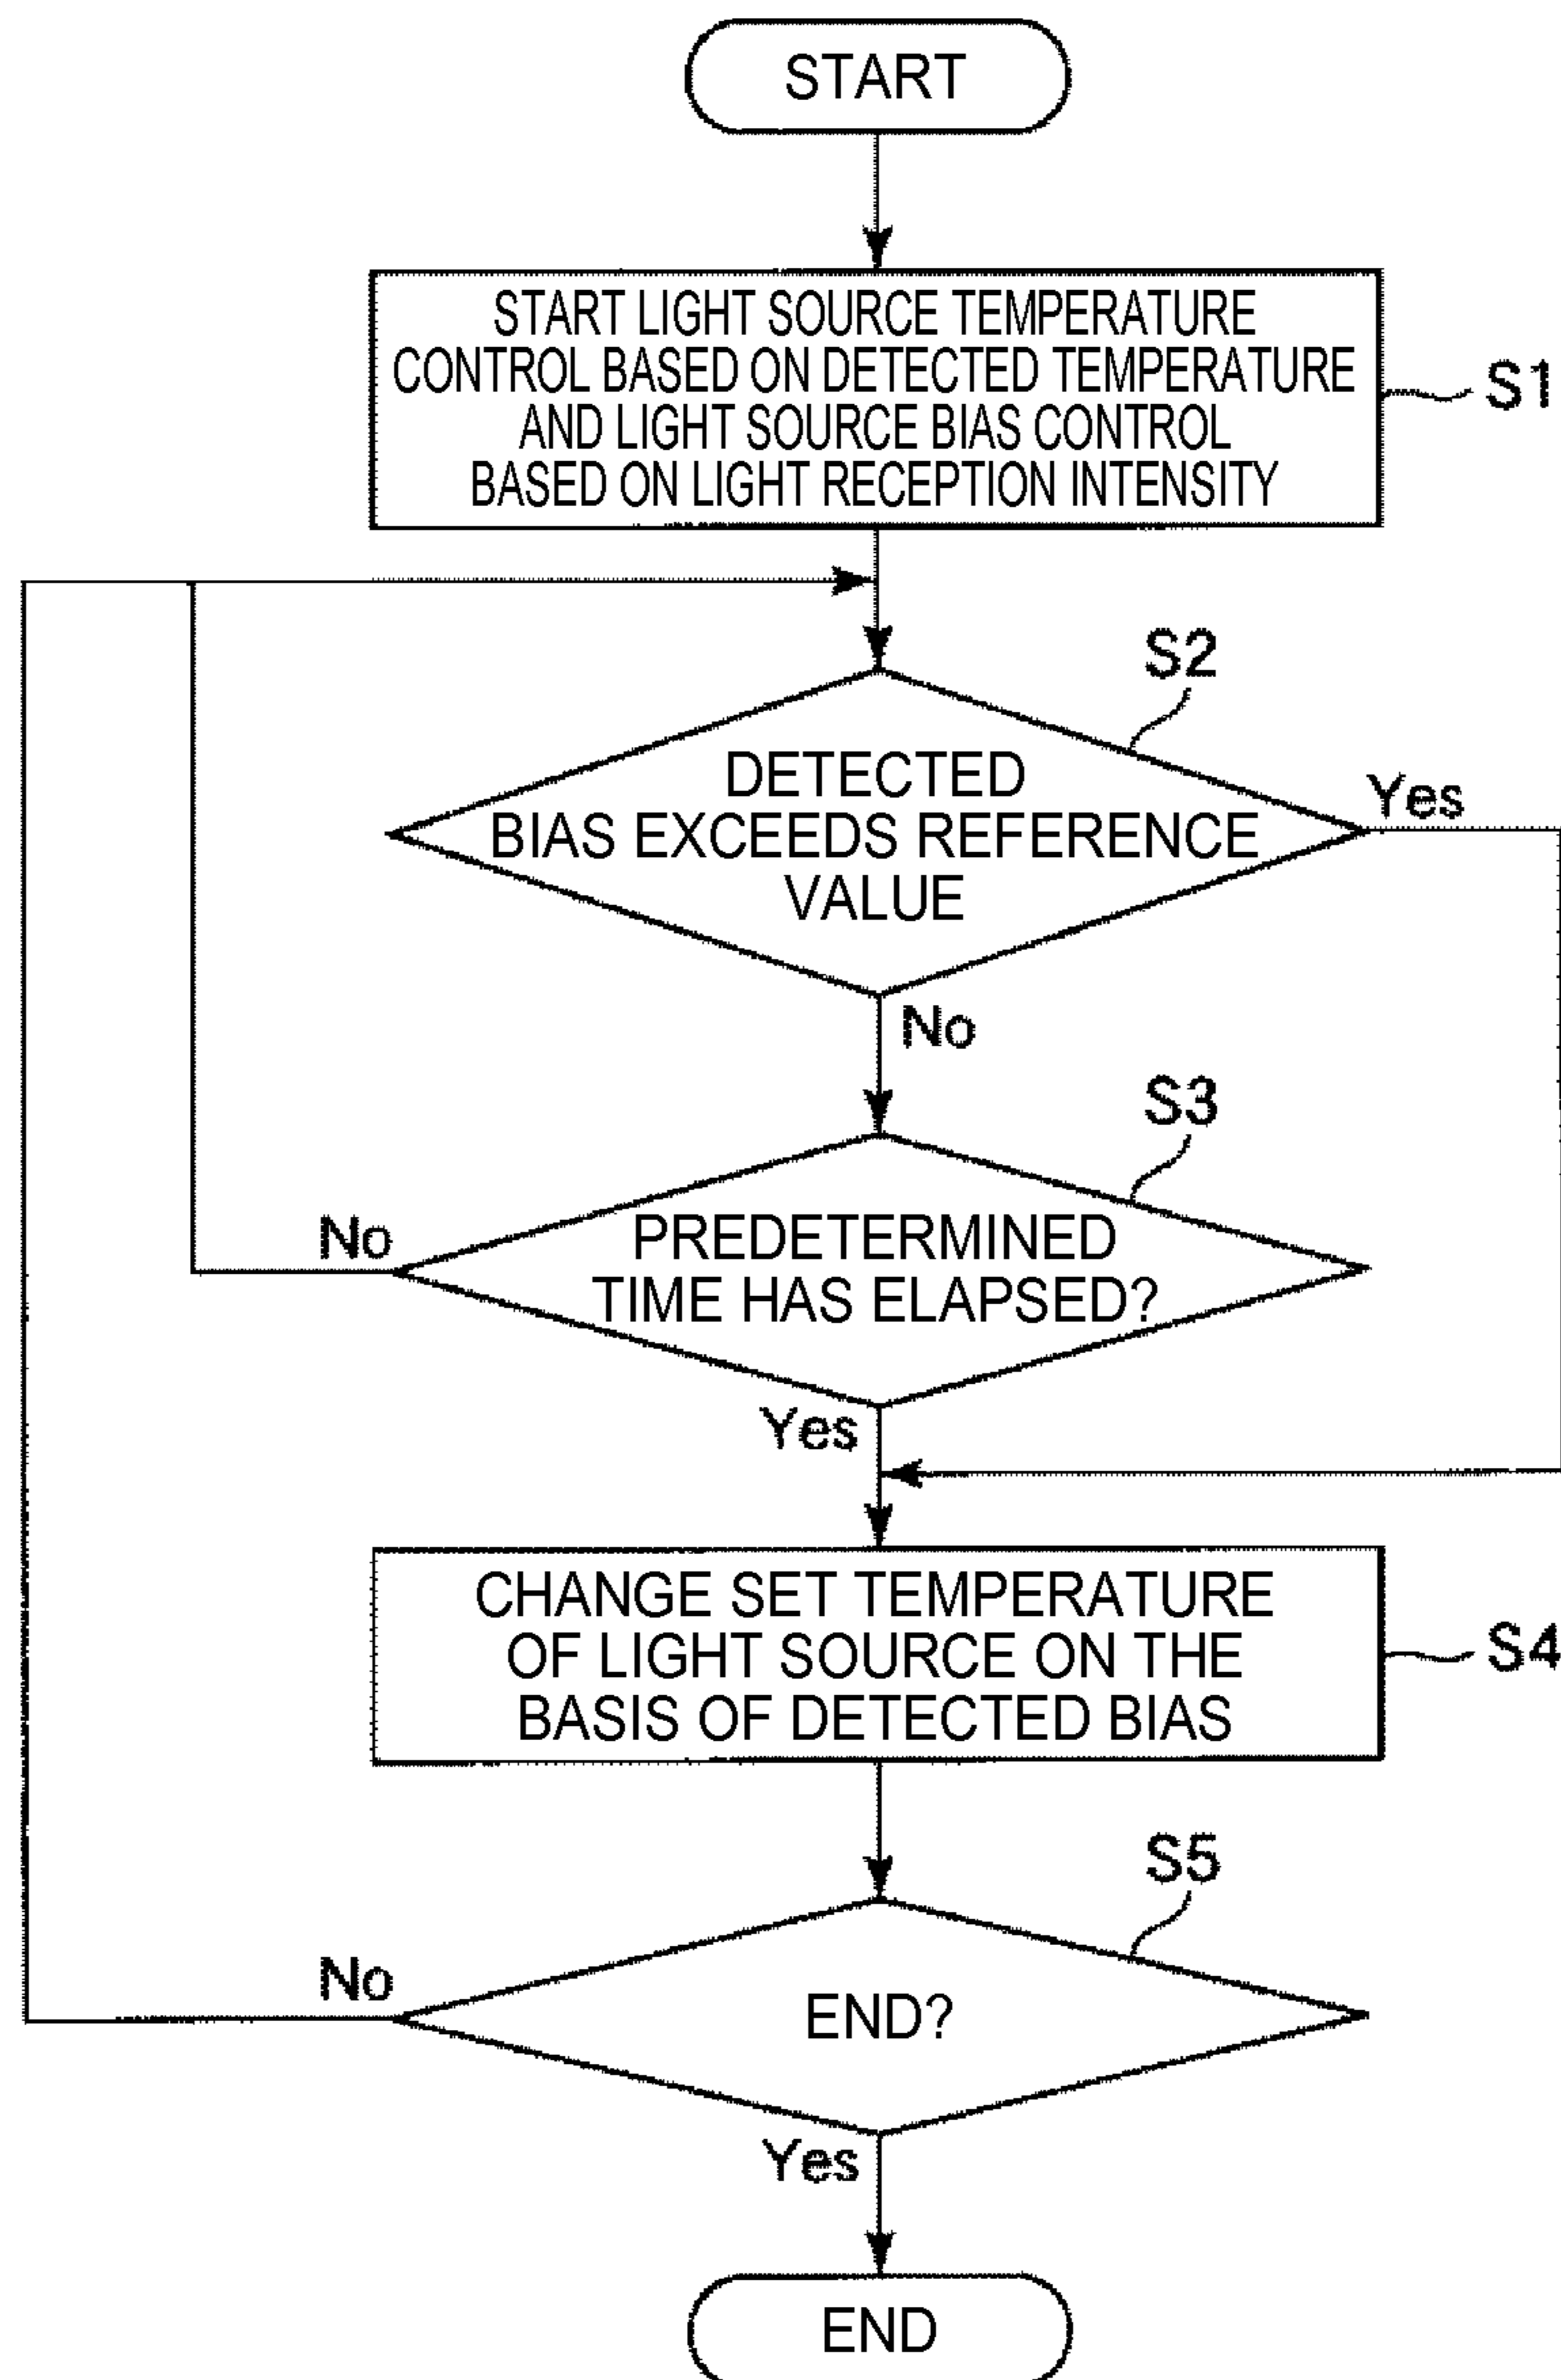 START
START LIGHT SOURCE TEMPERATURE
CONTROL BASED ON DETECTED TEMPERATURE
AND LIGHT SOURCE BIAS CONTROL
BASED ON LIGHT RECEPTION INTENSITY
S1
S2
DETECTED
BIAS EXCEEDS REFERENCE
VALUE
Yes
No
S3
PREDETERMINED
TIME HAS ELAPSED?
No
Yes
CHANGE SET TEMPERATURE
OF LIGHT SOURCE ON THE
BASIS OF DETECTED BIAS
S4
S5
END?
No
Yes
END